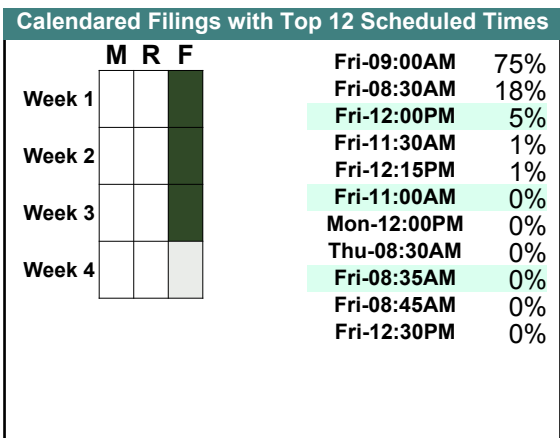 Calendared Filings with Top 12 Scheduled Times
M R F
Week 1
Week 2
Week 3
Week 4
Fri-09:00AM 75%
Fri-08:30AM 18%
Fri-12:00PM 5%
Fri-11:30AM 1%
Fri-12:15PM 1%
Fri-11:00AM 0%
Mon-12:00PM 0%
Thu-08:30AM 0%
Fri-08:35AM 0%
Fri-08:45AM 0%
Fri-12:30PM 0%